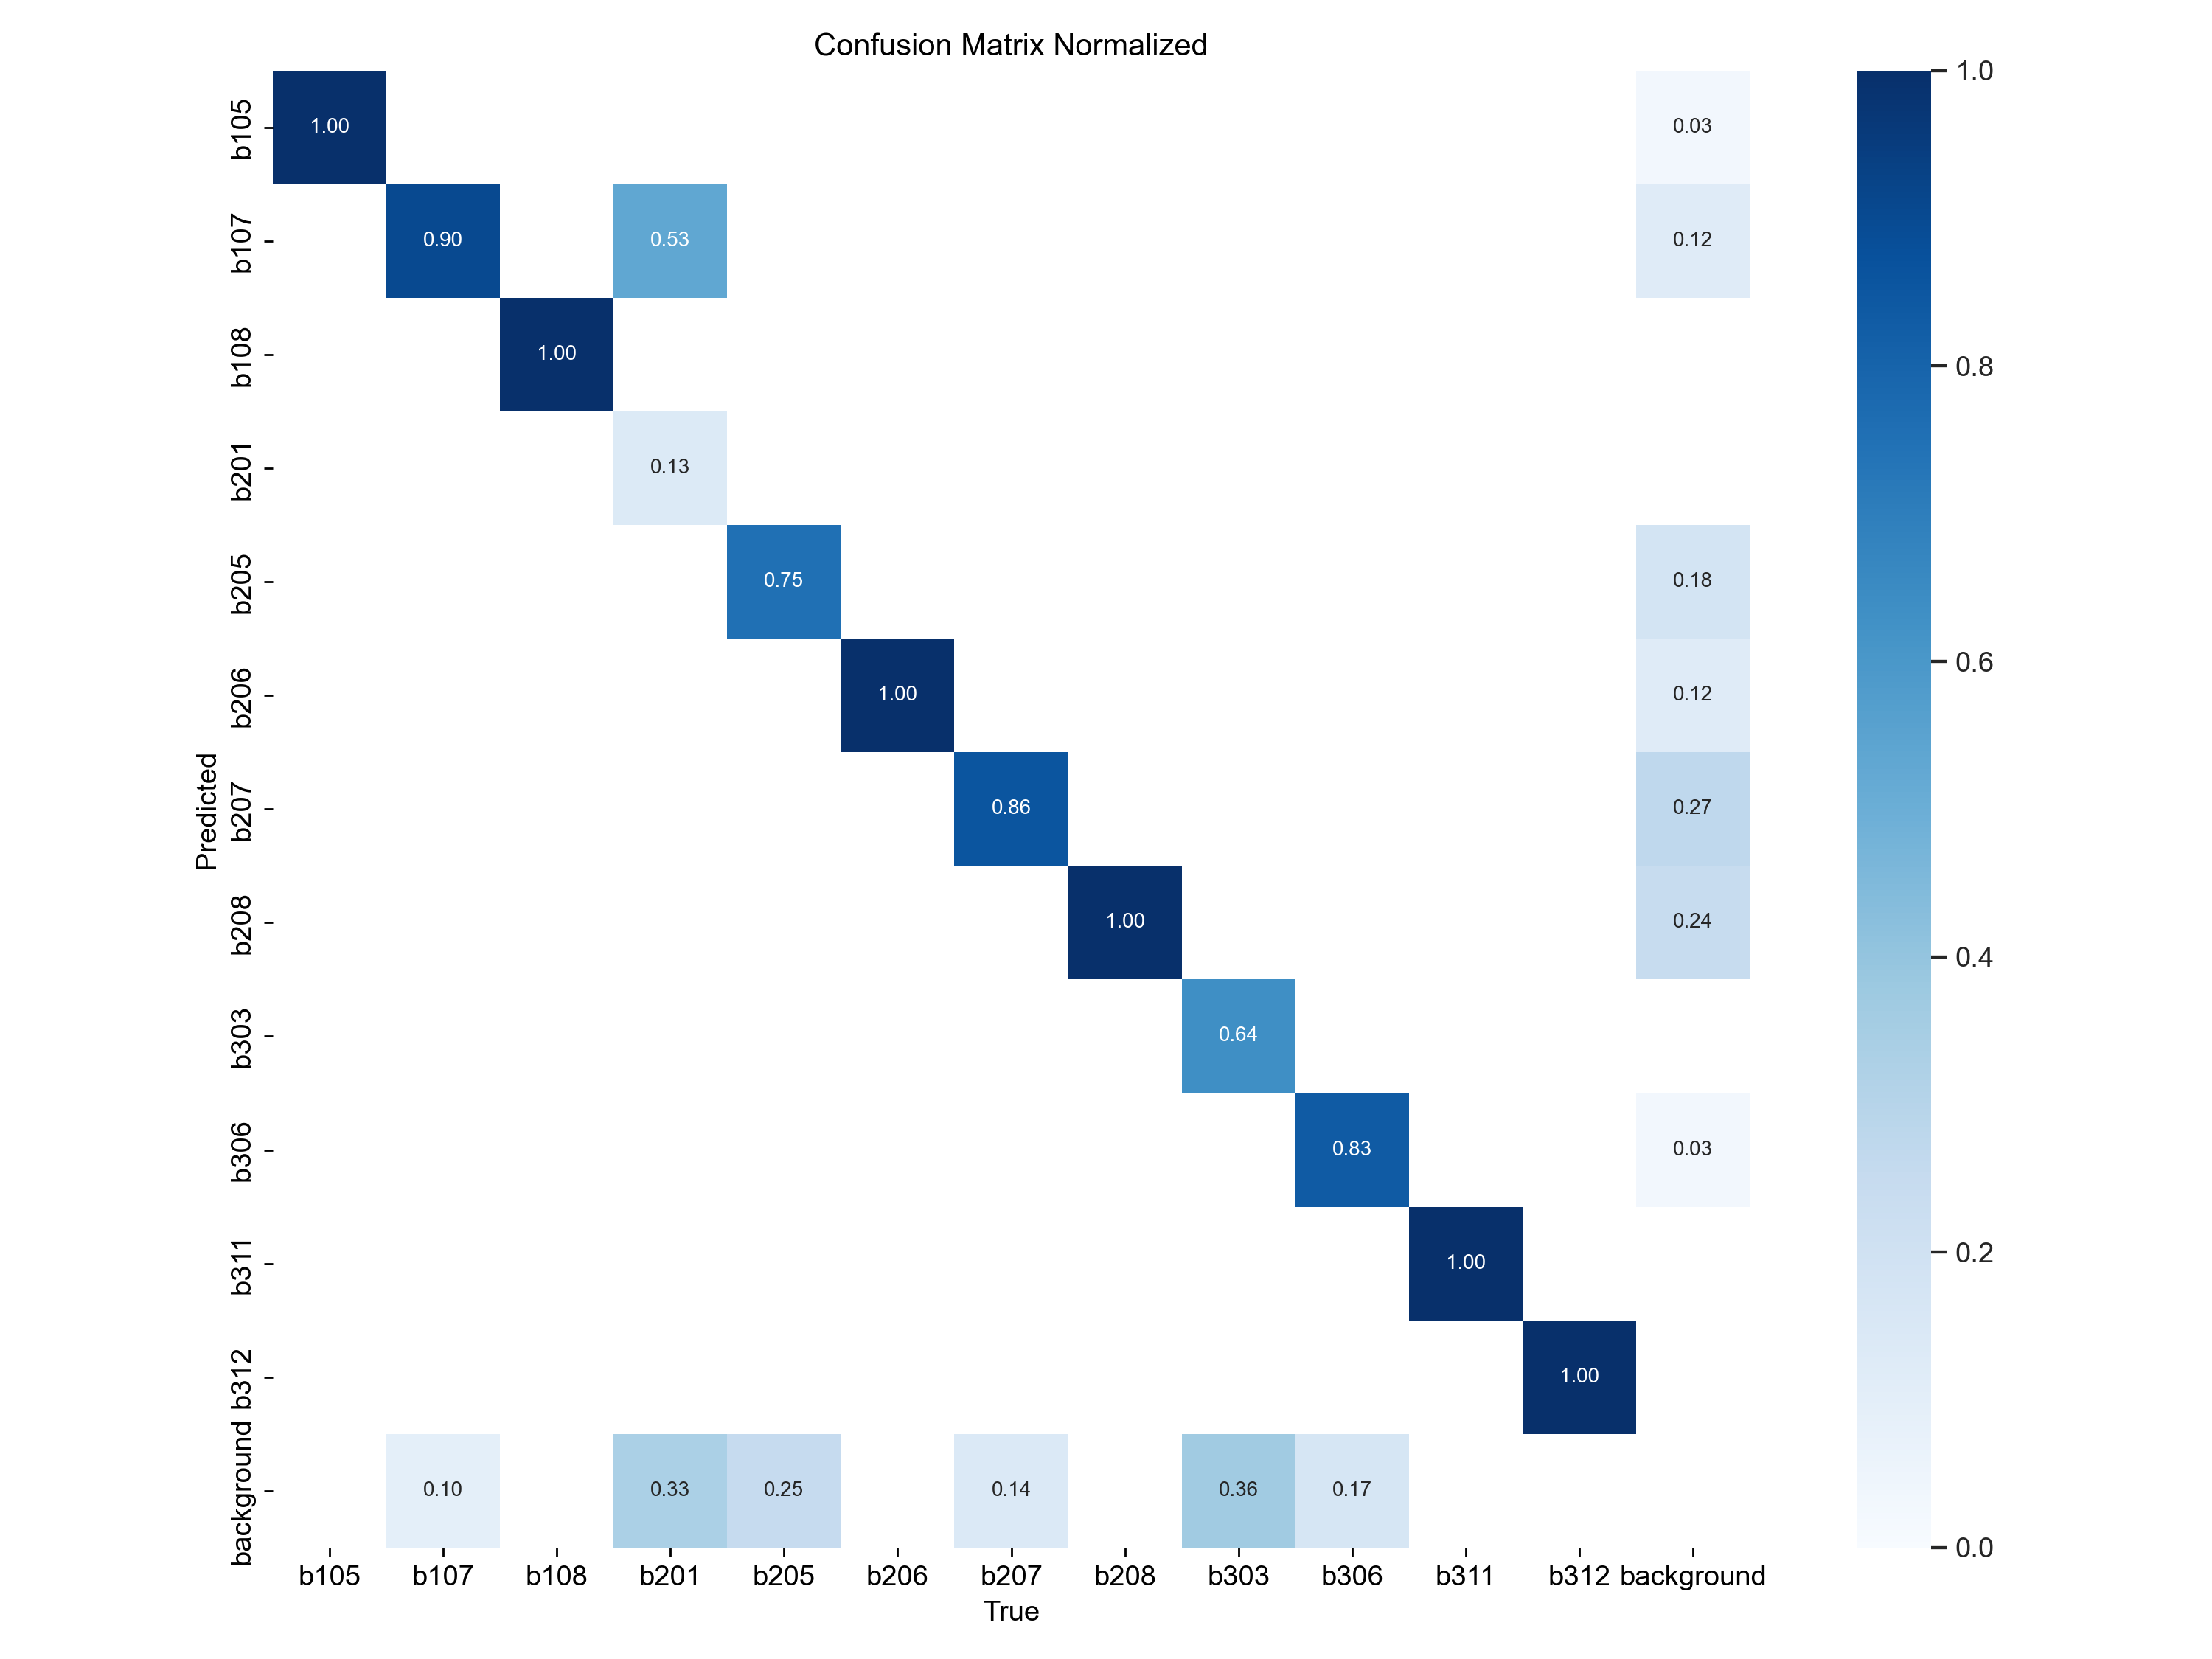 Confusion Matrix Normalized
b105 1.00 0.03
b107 0.90 0.53 0.12
b108 1.00
b201 0.13
b205 0.75 0.18
b206 1.00 0.12
b207 0.86 0.27
b208 1.00 0.24
b303 0.64
b306 0.83 0.03
b311 1.00
b312 1.00
background 0.10 0.33 0.25 0.14 0.36 0.17
b105 b107 b108 b201 b205 b206 b207 b208 b303 b306 b311 b312 background
True
Predicted
1.0
0.8
0.6
0.4
0.2
0.0